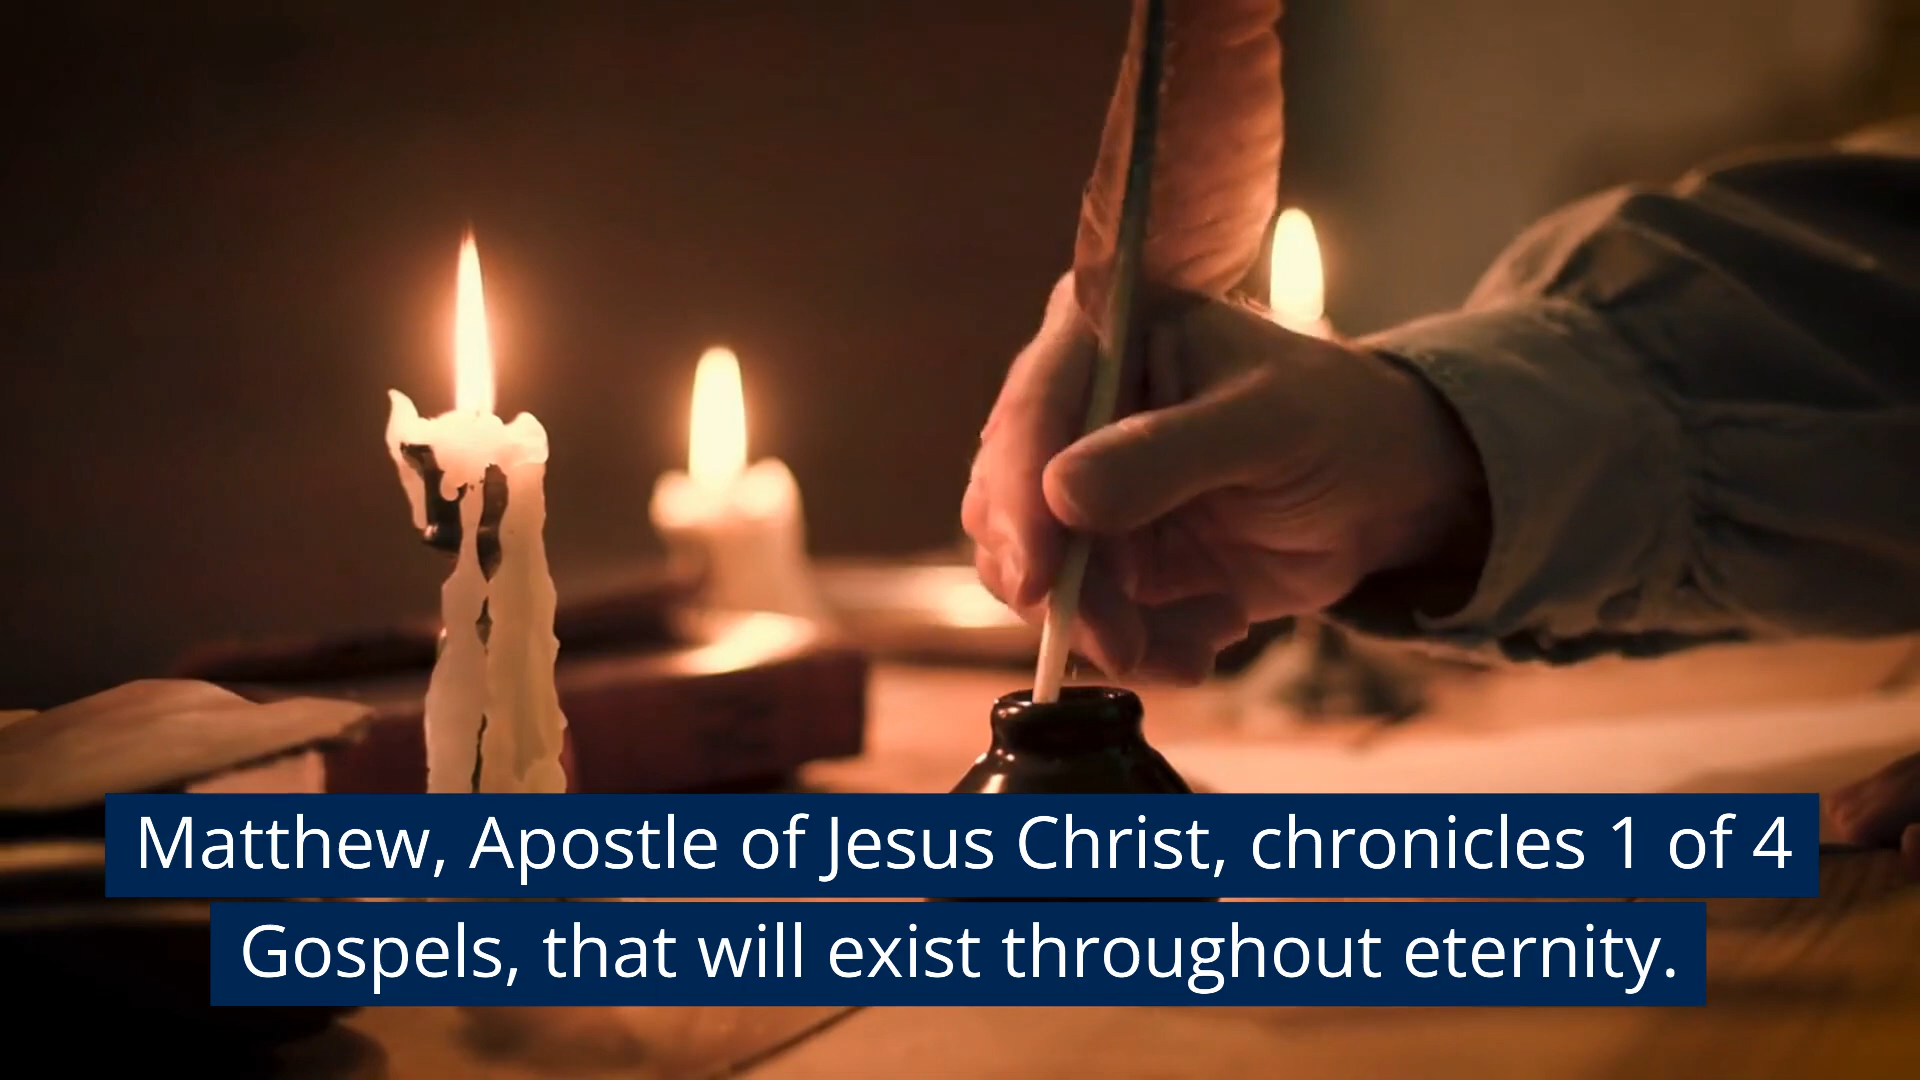 Matthew, Apostle of Jesus Christ, chronicles 1 of 4
Gospels, that will exist throughout eternity.